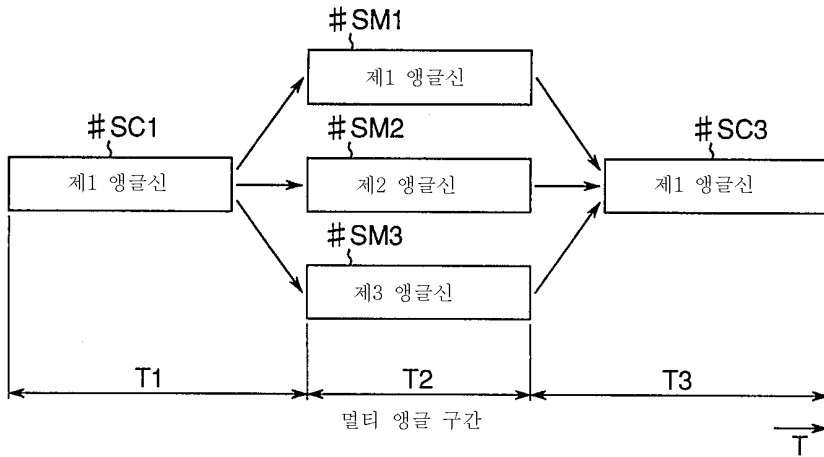 #SM1
제1 앵글신
#SC1
#SM2
#SC3
제1 앵글신
제2 앵글신
제1 앵글신
#SM3
제3 앵글신
T1
T2
T3
멀티 앵글 구간
T